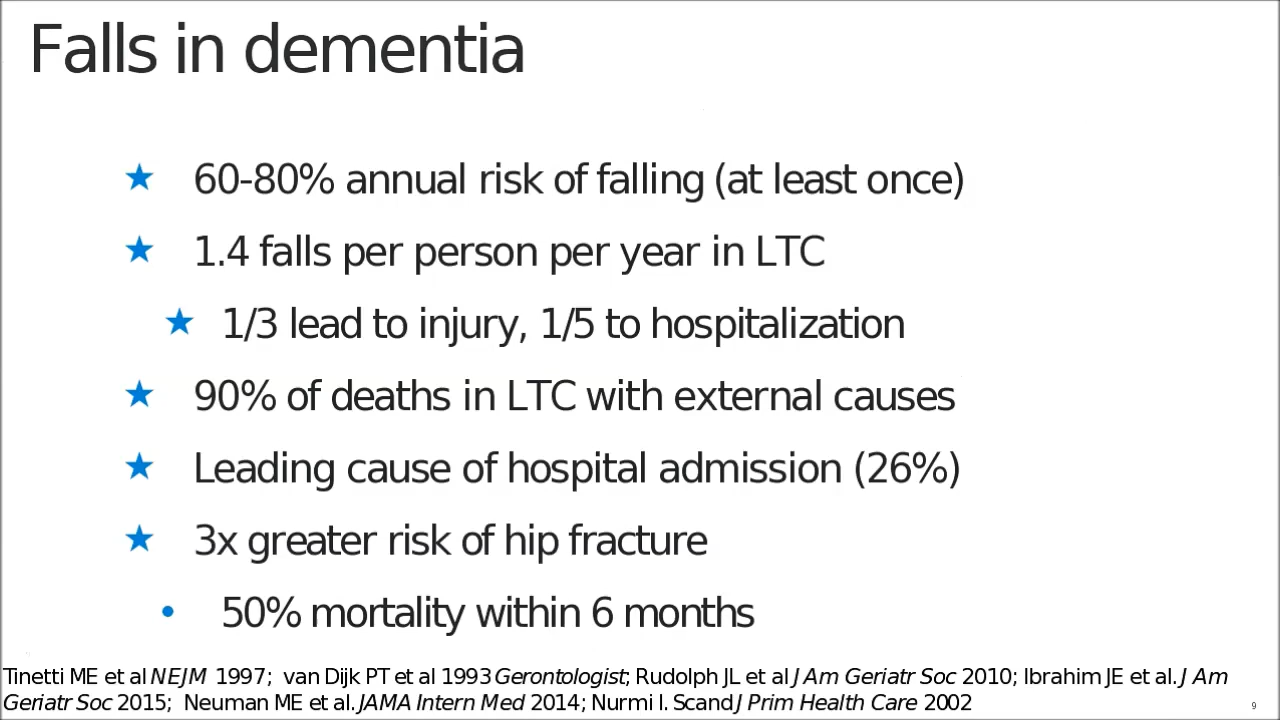 Falls in dementia
★ 60-80% annual risk of falling (at least once)
★ 1.4 falls per person per year in LTC
★ 1/3 lead to injury, 1/5 to hospitalization
★ 90% of deaths in LTC with external causes
★ Leading cause of hospital admission (26%)
★ 3x greater risk of hip fracture
• 50% mortality within 6 months
Tinetti ME et al NEJM 1997; van Dijk PT et al 1993 Gerontologist; Rudolph JL et al J Am Geriatr Soc 2010; Ibrahim JE et al. J Am
Geriatr Soc 2015; Neuman ME et al. JAMA Intern Med 2014; Nurmi I. Scand J Prim Health Care 2002
9